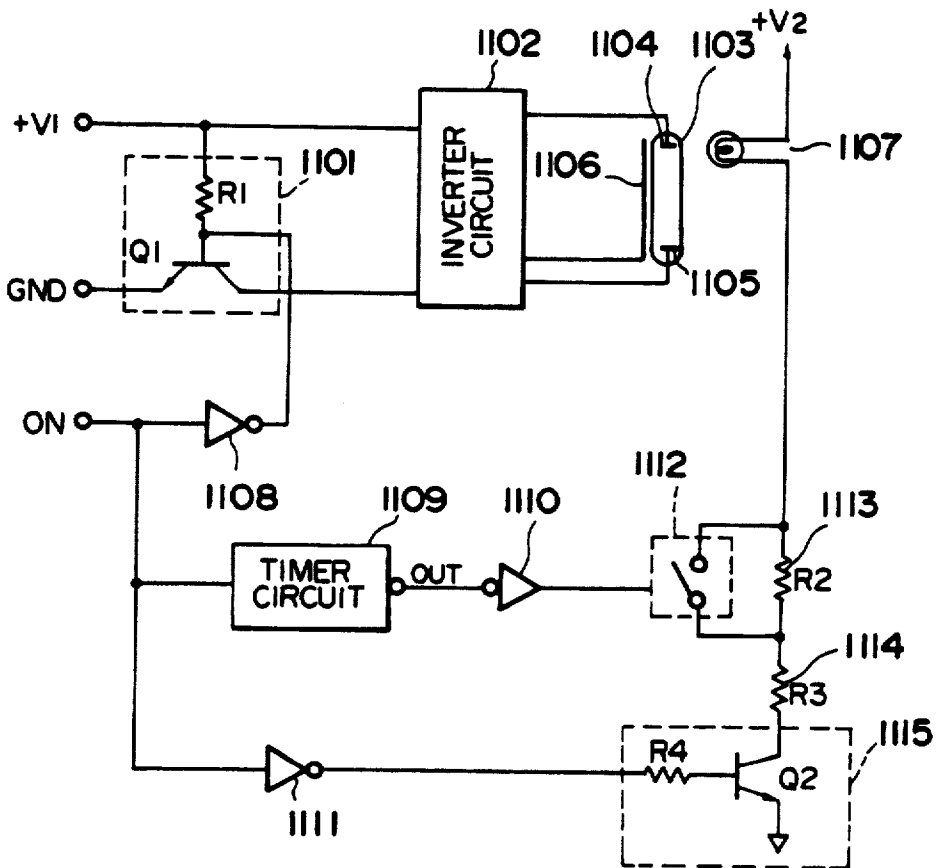 1102
1104
1103
+V2
+V1
1101
1106
1107
R1
Q1
INVERTER
CIRCUIT
GND
1105
ON
1108
1112
1109
1110
1113
TIMER
CIRCUIT
OUT
R2
1114
R3
1115
R4
Q2
1111